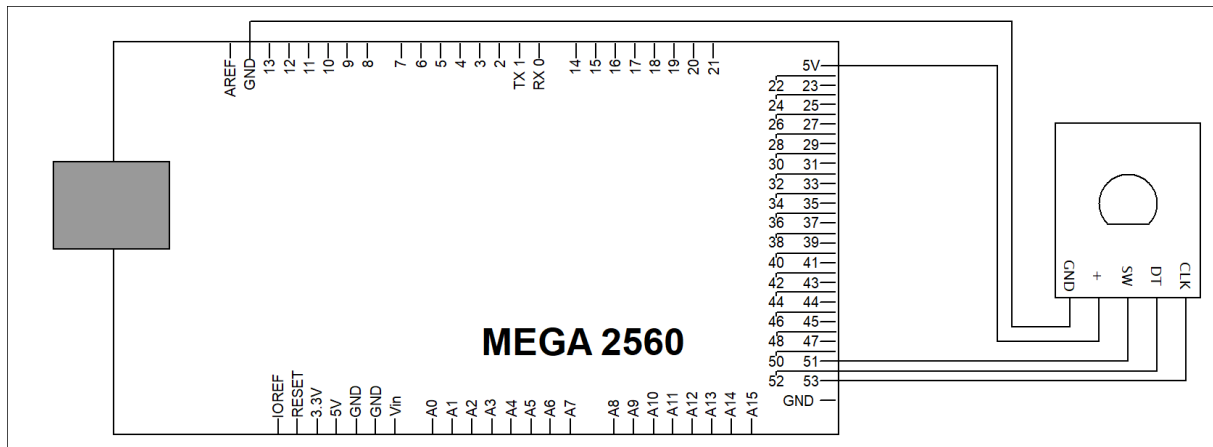 AREF GND 13 12 11 10 9 8 7 6 5 4 3 2 TX 1 RX 0 14 15 16 17 18 19 20 21
5V
22 23
24 25
26 27
28 29
30 31
32 33
34 35
36 37
38 39
40 41
42 43
44 44
46 45
48 47
50 51
52 53
GND
GND + SW DT CLK
MEGA 2560
IOREF RESET 3.3V 5V GND GND Vin A0 A1 A2 A3 A4 A5 A6 A7 A8 A9 A10 A11 A12 A13 A14 A15